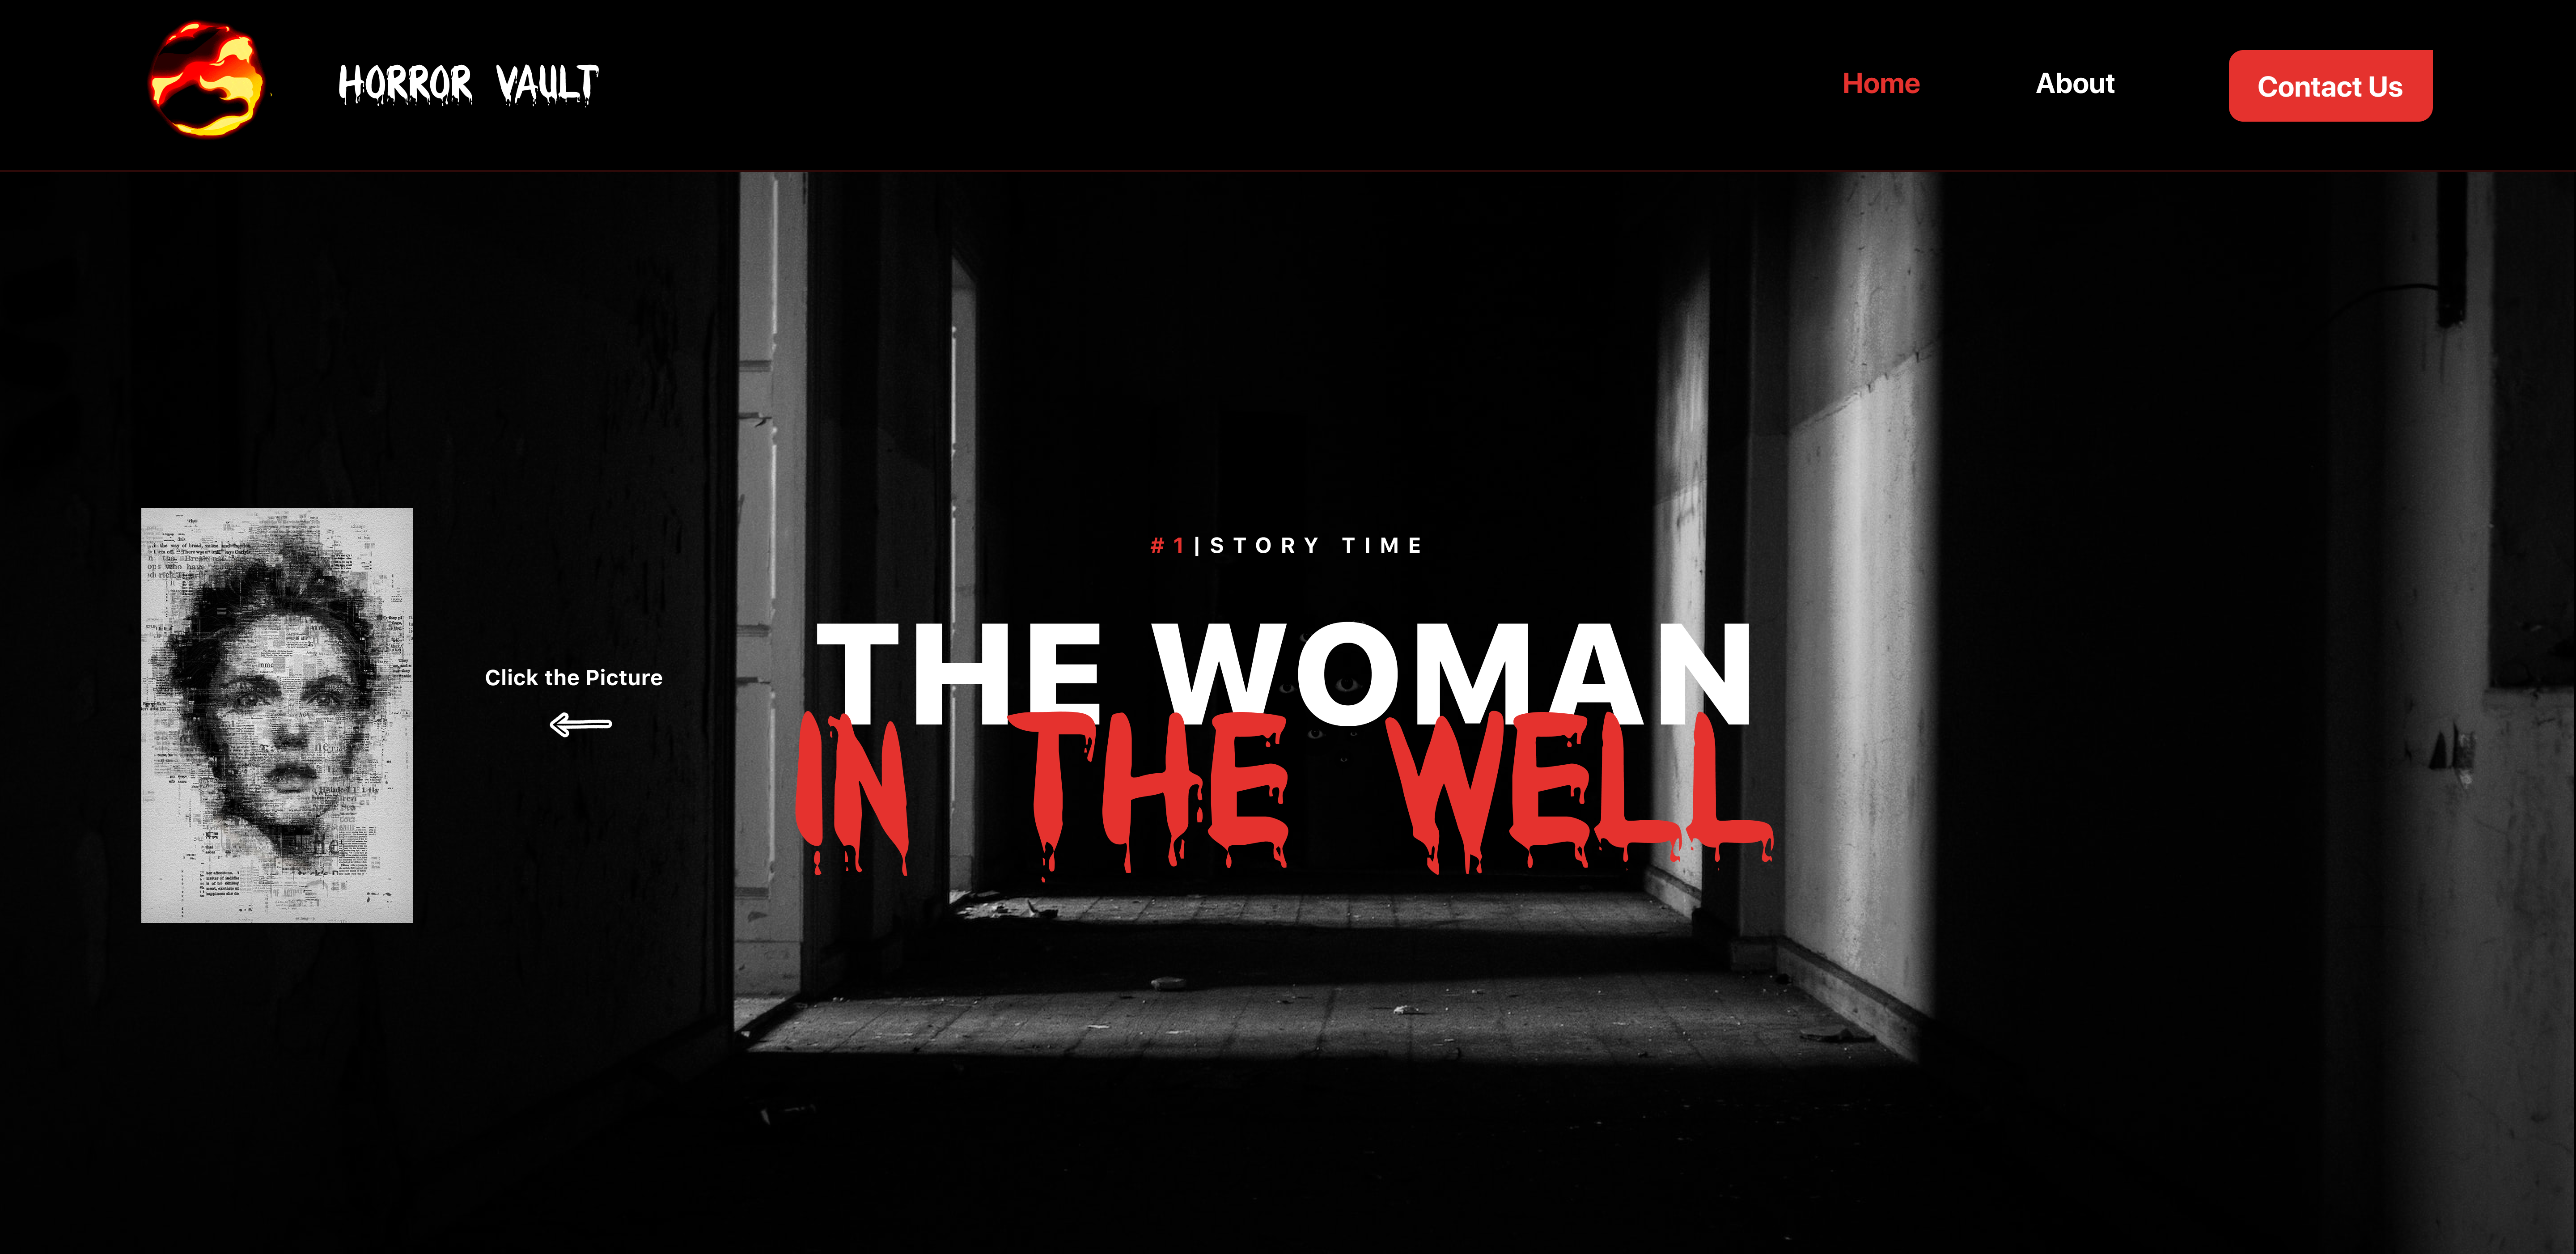 HORROR VAULT
Home
About
Contact Us
#1|STORY TIME
THE WOMAN
IN THE WELL
Click the Picture